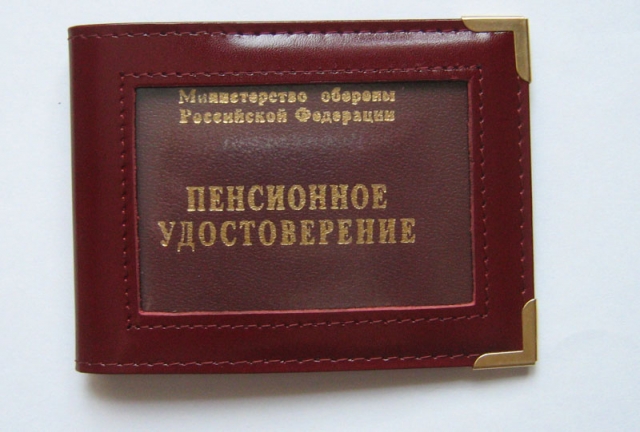 Министерство обороны
Российской Федерации
ПЕНСИОННОЕ
УДОСТОВЕРЕНИЕ